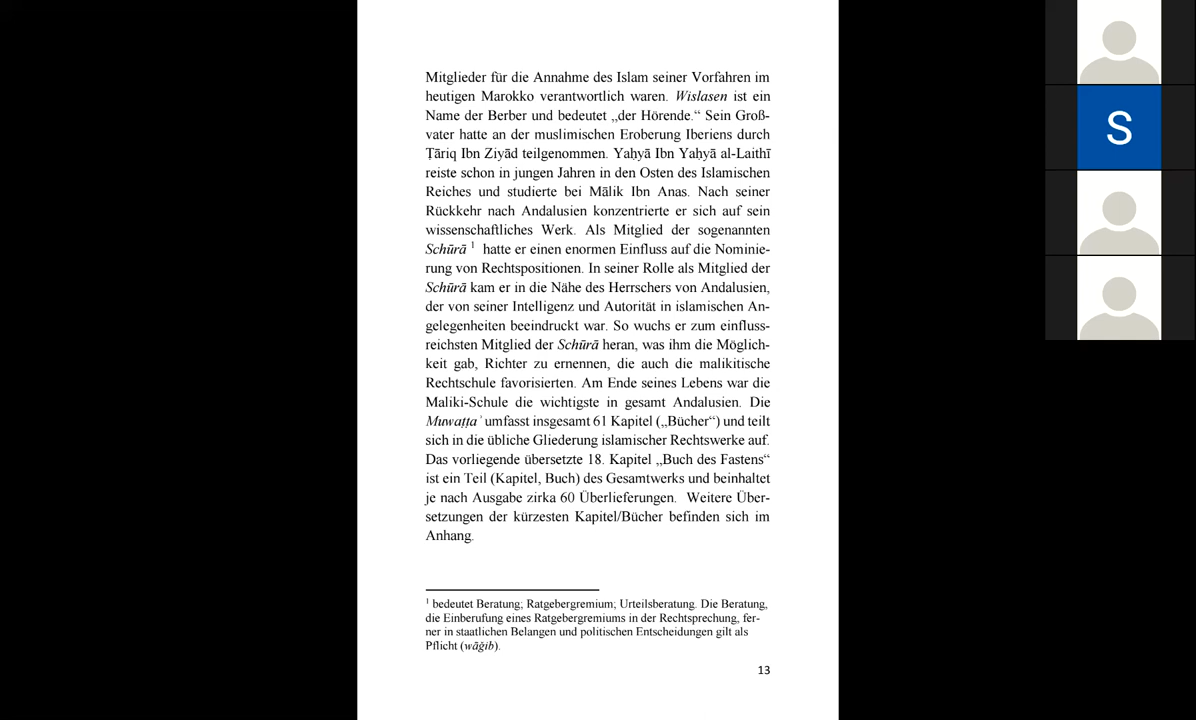 Mitglieder für die Annahme des Islam seiner Vorfahren im
heutigen Marokko verantwortlich waren. Wislasen ist ein
Name der Berber und bedeutet „der Hörende.“ Sein Groß-
vater hatte an der muslimischen Eroberung Iberiens durch
Ṭāriq Ibn Ziyād teilgenommen. Yaḥyā Ibn Yaḥyā al-Laithī
reiste schon in jungen Jahren in den Osten des Islamischen
Reiches und studierte bei Mālik Ibn Anas. Nach seiner
Rückkehr nach Andalusien konzentrierte er sich auf sein
wissenschaftliches Werk. Als Mitglied der sogenannten
Schūrā ¹ hatte er einen enormen Einfluss auf die Nominie-
rung von Rechtspositionen. In seiner Rolle als Mitglied der
Schūrā kam er in die Nähe des Herrschers von Andalusien,
der von seiner Intelligenz und Autorität in islamischen An-
gelegenheiten beeindruckt war. So wuchs er zum einfluss-
reichsten Mitglied der Schūrā heran, was ihm die Möglich-
keit gab, Richter zu ernennen, die auch die malikitische
Rechtschule favorisierten. Am Ende seines Lebens war die
Maliki-Schule die wichtigste in gesamt Andalusien. Die
Muwaṭṭaʾ umfasst insgesamt 61 Kapitel („Bücher“) und teilt
sich in die übliche Gliederung islamischer Rechtswerke auf.
Das vorliegende übersetzte 18. Kapitel „Buch des Fastens“
ist ein Teil (Kapitel, Buch) des Gesamtwerks und beinhaltet
je nach Ausgabe zirka 60 Überlieferungen. Weitere Über-
setzungen der kürzesten Kapitel/Bücher befinden sich im
Anhang.
¹ bedeutet Beratung; Ratgebergremium; Urteilsberatung. Die Beratung,
die Einberufung eines Ratgebergremiums in der Rechtsprechung, fer-
ner in staatlichen Belangen und politischen Entscheidungen gilt als
Pflicht (wāǧib).
13
S